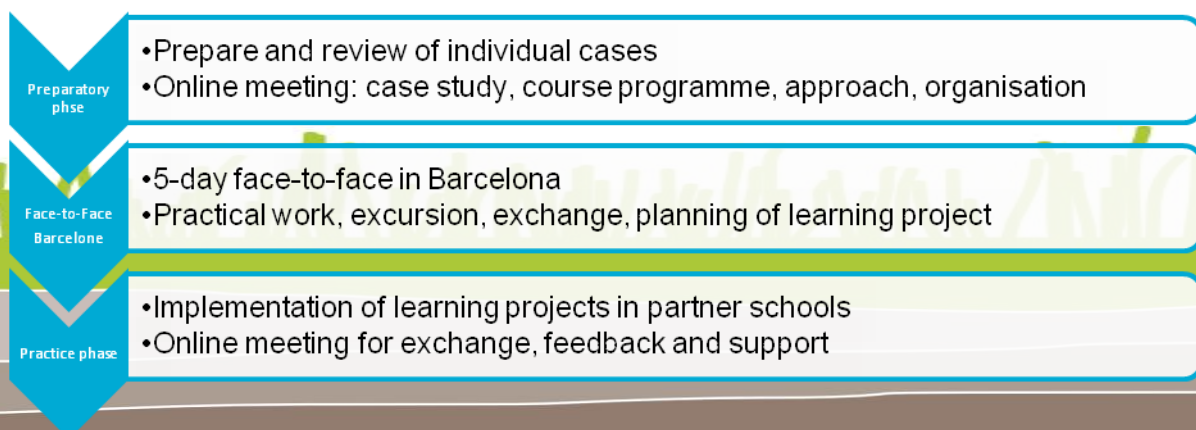 Preparatory
phse
•Prepare and review of individual cases
•Online meeting: case study, course programme, approach, organisation
Face-to-Face
Barcelone
•5-day face-to-face in Barcelona
•Practical work, excursion, exchange, planning of learning project
Practice phase
•Implementation of learning projects in partner schools
•Online meeting for exchange, feedback and support